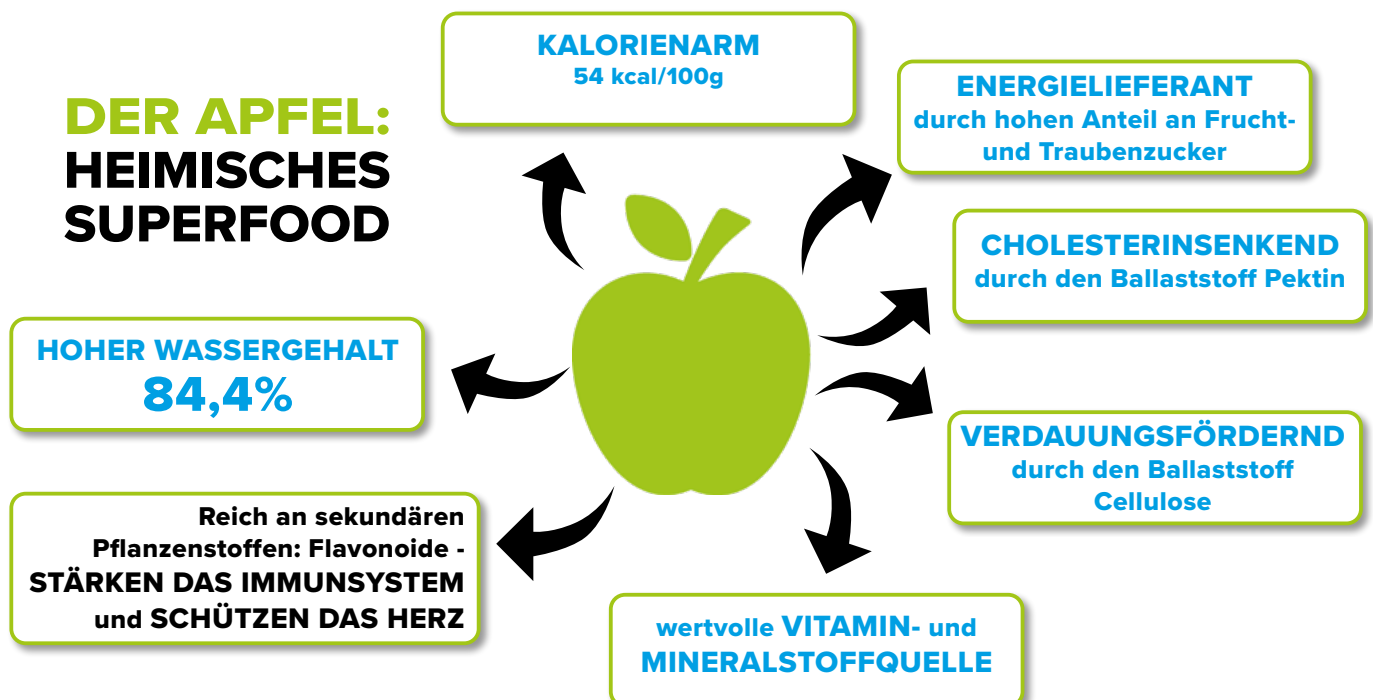 DER APFEL:
HEIMISCHES
SUPERFOOD
KALORIENARM
54 kcal/100g
ENERGIELIEFERANT
durch hohen Anteil an Frucht-
und Traubenzucker
CHOLESTERINSENKEND
durch den Ballaststoff Pektin
VERDAUUNGSFÖRDERND
durch den Ballaststoff
Cellulose
wertvolle VITAMIN- und
MINERALSTOFFQUELLE
Reich an sekundären
Pflanzenstoffen: Flavonoide -
STÄRKEN DAS IMMUNSYSTEM
und SCHÜTZEN DAS HERZ
HOHER WASSERGEHALT
84,4%